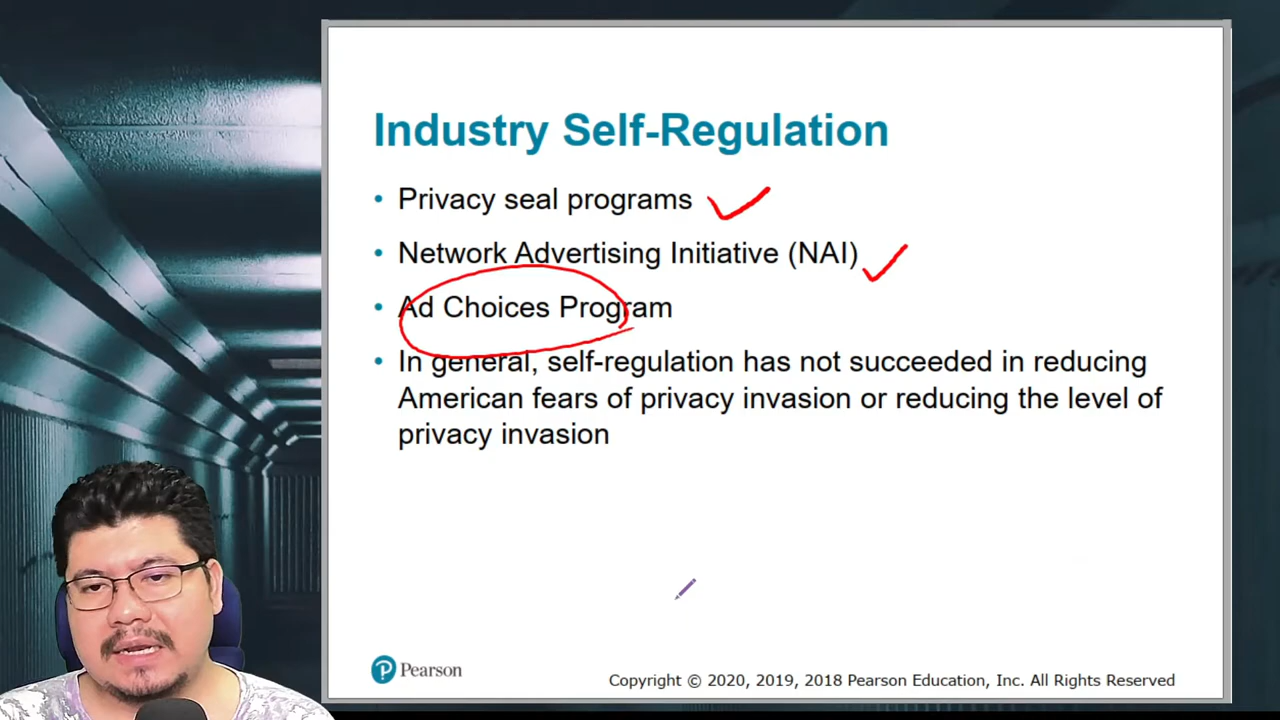 Industry Self-Regulation
• Privacy seal programs
• Network Advertising Initiative (NAI)
• Ad Choices Program
• In general, self-regulation has not succeeded in reducing
American fears of privacy invasion or reducing the level of
privacy invasion
P Pearson
Copyright © 2020, 2019, 2018 Pearson Education, Inc. All Rights Reserved